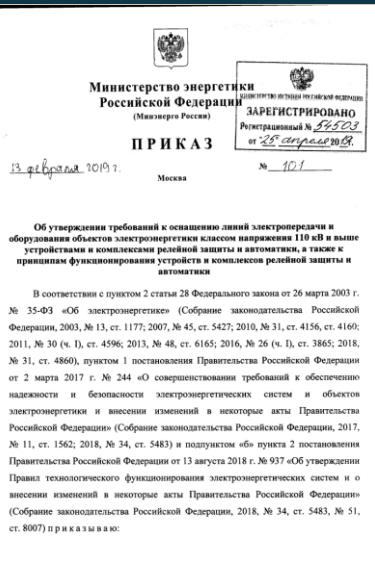 Министерство энергетики
Российской Федерации
(Минэнерго России)
ПРИКАЗ
МИНИСТЕРСТВО ЮСТИЦИИ РОССИЙСКОЙ ФЕДЕРАЦИИ
ЗАРЕГИСТРИРОВАНО
Регистрационный № 54503
от "25" апреля 2019.
13 февраля 2019 г.
№ 101
Москва
Об утверждении требований к оснащению линий электропередачи и
оборудования объектов электроэнергетики классом напряжения 110 кВ и выше
устройствами и комплексами релейной защиты и автоматики, а также к
принципам функционирования устройств и комплексов релейной защиты и
автоматики
В соответствии с пунктом 2 статьи 28 Федерального закона от 26 марта 2003 г.
№ 35-ФЗ «Об электроэнергетике» (Собрание законодательства Российской
Федерации, 2003, № 13, ст. 1177; 2007, № 45, ст. 5427; 2010, № 31, ст. 4156, ст. 4160;
2011, № 30 (ч. I), ст. 4596; 2013, № 48, ст. 6165; 2016, № 26 (ч. I), ст. 3865; 2018,
№ 31, ст. 4860), пунктом 1 постановления Правительства Российской Федерации
от 2 марта 2017 г. № 244 «О совершенствовании требований к обеспечению
надежности и безопасности электроэнергетических систем и объектов
электроэнергетики и внесении изменений в некоторые акты Правительства
Российской Федерации» (Собрание законодательства Российской Федерации, 2017,
№ 11, ст. 1562; 2018, № 34, ст. 5483) и подпунктом «б» пункта 2 постановления
Правительства Российской Федерации от 13 августа 2018 г. № 937 «Об утверждении
Правил технологического функционирования электроэнергетических систем и о
внесении изменений в некоторые акты Правительства Российской Федерации»
(Собрание законодательства Российской Федерации, 2018, № 34, ст. 5483, № 51,
ст. 8007) приказываю: